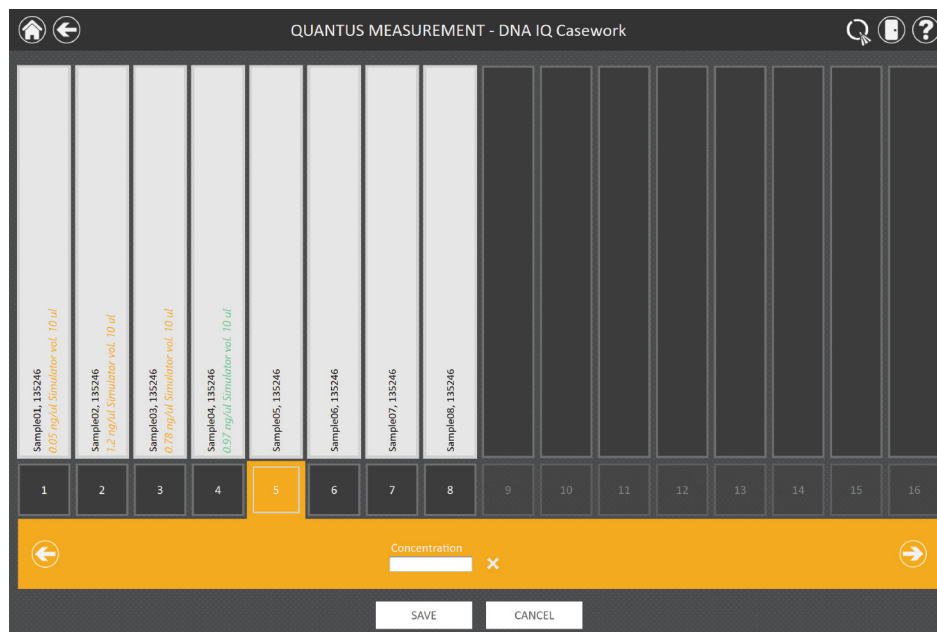 QUANTUS MEASUREMENT - DNA IQ Casework
?
Sample01, 135246
0.05 ng/ul Simulator vol. 10 ul
Sample02, 135246
1.2 ng/ul Simulator vol. 10 ul
Sample03, 135246
0.78 ng/ul Simulator vol. 10 ul
Sample04, 135246
0.97 ng/ul Simulator vol. 10 ul
Sample05, 135246
Sample06, 135246
Sample07, 135246
Sample08, 135246
1 2 3 4 5 6 7 8 9 10 11 12 13 14 15 16
Concentration
SAVE CANCEL